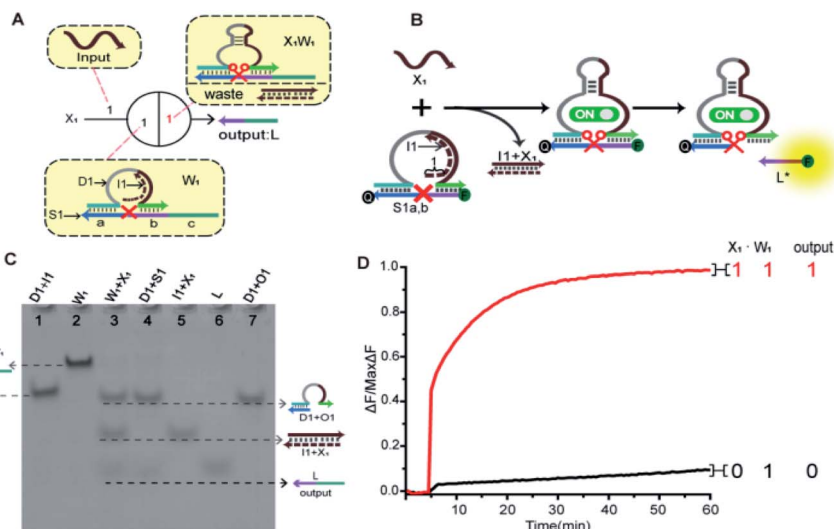 A
Input
X₁
1
1
1
X₁W₁
waste
output:L
D1
I1
W₁
S1
a
b
c
B
X₁
I1
1
I1+X₁
Q
F
S1a,b
ON
Q
F
ON
Q
F
L*
C
D1+I1
W₁
W₁+X₁
D1+S1
I1+X₁
L
D1+O1
1 2 3 4 5 6 7
D1+O1
I1+X₁
L
output
D
X₁ · W₁ output
1 1 1
0 1 0
ΔF/MaxΔF
1.0
0.8
0.6
0.4
0.2
0.0
10 20 30 40 50 60
Time(min)